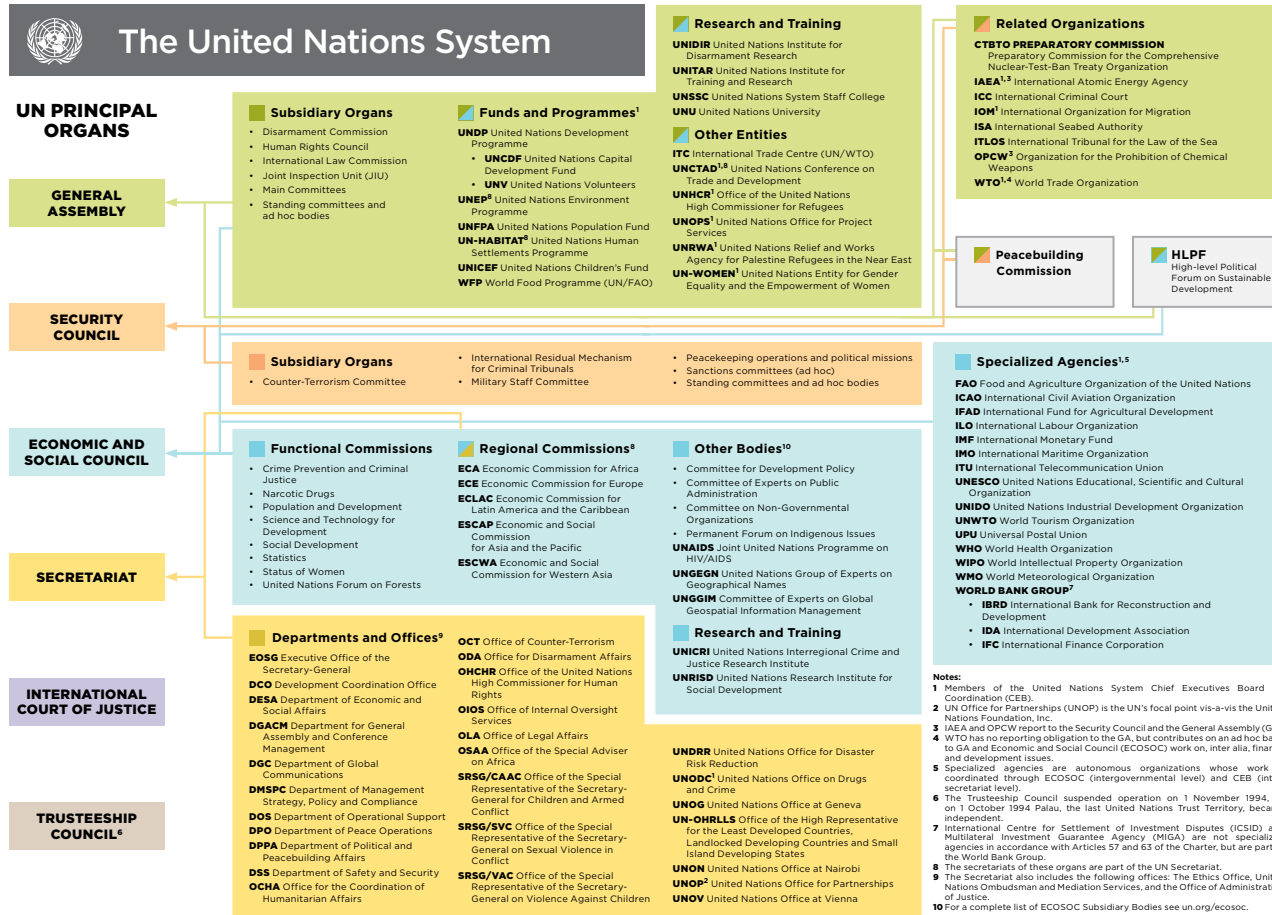 The United Nations System
UN PRINCIPAL
ORGANS
GENERAL
ASSEMBLY
SECURITY
COUNCIL
ECONOMIC AND
SOCIAL COUNCIL
SECRETARIAT
INTERNATIONAL
COURT OF JUSTICE
TRUSTEESHIP
COUNCIL⁶
Subsidiary Organs
• Disarmament Commission
• Human Rights Council
• International Law Commission
• Joint Inspection Unit (JIU)
• Main Committees
• Standing committees and
ad hoc bodies
Funds and Programmes¹
UNDP United Nations Development
Programme
• UNCDF United Nations Capital
Development Fund
• UNV United Nations Volunteers
UNEP⁸ United Nations Environment
Programme
UNFPA United Nations Population Fund
UN-HABITAT⁸ United Nations Human
Settlements Programme
UNICEF United Nations Children's Fund
WFP World Food Programme (UN/FAO)
Research and Training
UNIDIR United Nations Institute for
Disarmament Research
UNITAR United Nations Institute for
Training and Research
UNSSC United Nations System Staff College
UNU United Nations University
Other Entities
ITC International Trade Centre (UN/WTO)
UNCTAD¹,⁸ United Nations Conference on
Trade and Development
UNHCR¹ Office of the United Nations
High Commissioner for Refugees
UNOPS¹ United Nations Office for Project
Services
UNRWA¹ United Nations Relief and Works
Agency for Palestine Refugees in the Near East
UN-WOMEN¹ United Nations Entity for Gender
Equality and the Empowerment of Women
Related Organizations
CTBTO PREPARATORY COMMISSION
Preparatory Commission for the Comprehensive
Nuclear-Test-Ban Treaty Organization
IAEA¹,³ International Atomic Energy Agency
ICC International Criminal Court
IOM¹ International Organization for Migration
ISA International Seabed Authority
ITLOS International Tribunal for the Law of the Sea
OPCW³ Organization for the Prohibition of Chemical
Weapons
WTO¹,⁴ World Trade Organization
Peacebuilding
Commission
HLPF
High-level Political
Forum on Sustainable
Development
Subsidiary Organs
• Counter-Terrorism Committee
• International Residual Mechanism
for Criminal Tribunals
• Military Staff Committee
• Peacekeeping operations and political missions
• Sanctions committees (ad hoc)
• Standing committees and ad hoc bodies
Functional Commissions
• Crime Prevention and Criminal
Justice
• Narcotic Drugs
• Population and Development
• Science and Technology for
Development
• Social Development
• Statistics
• Status of Women
• United Nations Forum on Forests
Regional Commissions⁸
ECA Economic Commission for Africa
ECE Economic Commission for Europe
ECLAC Economic Commission for
Latin America and the Caribbean
ESCAP Economic and Social
Commission
for Asia and the Pacific
ESCWA Economic and Social
Commission for Western Asia
Other Bodies¹⁰
• Committee for Development Policy
• Committee of Experts on Public
Administration
• Committee on Non-Governmental
Organizations
• Permanent Forum on Indigenous Issues
UNAIDS Joint United Nations Programme on
HIV/AIDS
UNGEGN United Nations Group of Experts on
Geographical Names
UNGGIM Committee of Experts on Global
Geospatial Information Management
Research and Training
UNICRI United Nations Interregional Crime and
Justice Research Institute
UNRISD United Nations Research Institute for
Social Development
Specialized Agencies¹,⁵
FAO Food and Agriculture Organization of the United Nations
ICAO International Civil Aviation Organization
IFAD International Fund for Agricultural Development
ILO International Labour Organization
IMF International Monetary Fund
IMO International Maritime Organization
ITU International Telecommunication Union
UNESCO United Nations Educational, Scientific and Cultural
Organization
UNIDO United Nations Industrial Development Organization
UNWTO World Tourism Organization
UPU Universal Postal Union
WHO World Health Organization
WIPO World Intellectual Property Organization
WMO World Meteorological Organization
WORLD BANK GROUP⁷
• IBRD International Bank for Reconstruction and
Development
• IDA International Development Association
• IFC International Finance Corporation
Departments and Offices⁹
EOSG Executive Office of the
Secretary-General
DCO Development Coordination Office
DESA Department of Economic and
Social Affairs
DGACM Department for General
Assembly and Conference
Management
DGC Department of Global
Communications
DMSPC Department of Management
Strategy, Policy and Compliance
DOS Department of Operational Support
DPO Department of Peace Operations
DPPA Department of Political and
Peacebuilding Affairs
DSS Department of Safety and Security
OCHA Office for the Coordination of
Humanitarian Affairs
OCT Office of Counter-Terrorism
ODA Office for Disarmament Affairs
OHCHR Office of the United Nations
High Commissioner for Human
Rights
OIOS Office of Internal Oversight
Services
OLA Office of Legal Affairs
OSAA Office of the Special Adviser
on Africa
SRSG/CAAC Office of the Special
Representative of the Secretary-
General for Children and Armed
Conflict
SRSG/SVC Office of the Special
Representative of the Secretary-
General on Sexual Violence in
Conflict
SRSG/VAC Office of the Special
Representative of the Secretary-
General on Violence Against Children
UNDRR United Nations Office for Disaster
Risk Reduction
UNODC¹ United Nations Office on Drugs
and Crime
UNOG United Nations Office at Geneva
UN-OHRLLS Office of the High Representative
for the Least Developed Countries,
Landlocked Developing Countries and Small
Island Developing States
UNON United Nations Office at Nairobi
UNOP² United Nations Office for Partnerships
UNOV United Nations Office at Vienna
Notes:
1 Members of the United Nations System Chief Executives Board
Coordination (CEB).
2 UN Office for Partnerships (UNOP) is the UN's focal point vis-a-vis the Unit
Nations Foundation, Inc.
3 IAEA and OPCW report to the Security Council and the General Assembly (G
4 WTO has no reporting obligation to the GA, but contributes on an ad hoc ba
to GA and Economic and Social Council (ECOSOC) work on, inter alia, finan
and development issues.
5 Specialized agencies are autonomous organizations whose work
coordinated through ECOSOC (intergovernmental level) and CEB (int
secretariat level).
6 The Trusteeship Council suspended operation on 1 November 1994,
on 1 October 1994 Palau, the last United Nations Trust Territory, becam
independent.
7 International Centre for Settlement of Investment Disputes (ICSID) a
Multilateral Investment Guarantee Agency (MIGA) are not specializ
agencies in accordance with Articles 57 and 63 of the Charter, but are part
the World Bank Group.
8 The secretariats of these organs are part of the UN Secretariat.
9 The Secretariat also includes the following offices: The Ethics Office, Unit
Nations Ombudsman and Mediation Services, and the Office of Administrati
of Justice.
10 For a complete list of ECOSOC Subsidiary Bodies see un.org/ecosoc.